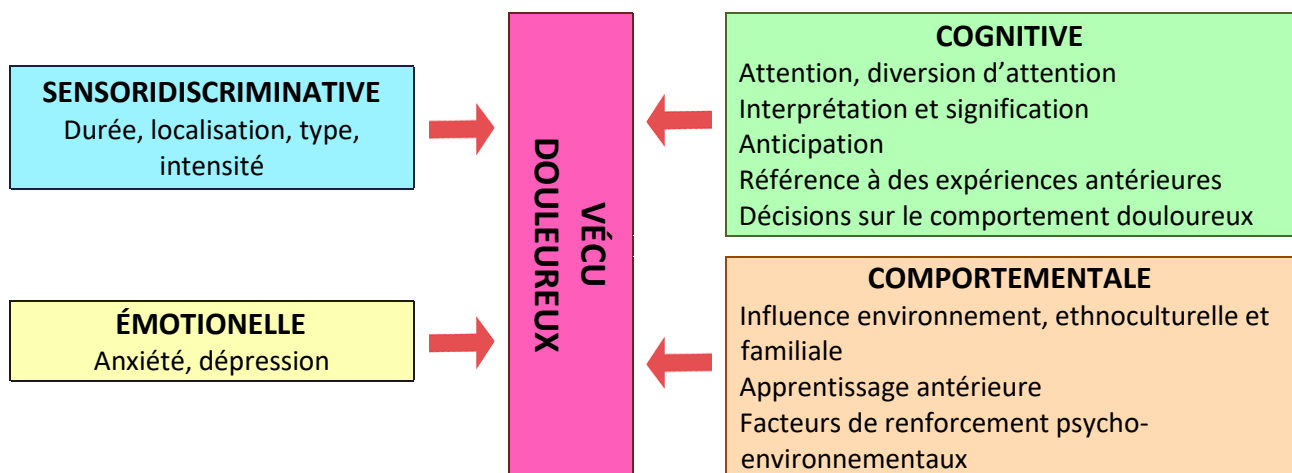 SENSORIDISCRIMINATIVE
Durée, localisation, type,
intensité
ÉMOTIONELLE
Anxiété, dépression
VÉCU
DOULEUREUX
COGNITIVE
Attention, diversion d’attention
Interprétation et signification
Anticipation
Référence à des expériences antérieures
Décisions sur le comportement douloureux
COMPORTEMENTALE
Influence environnement, ethnoculturelle et
familiale
Apprentissage antérieure
Facteurs de renforcement psycho-
environnementaux